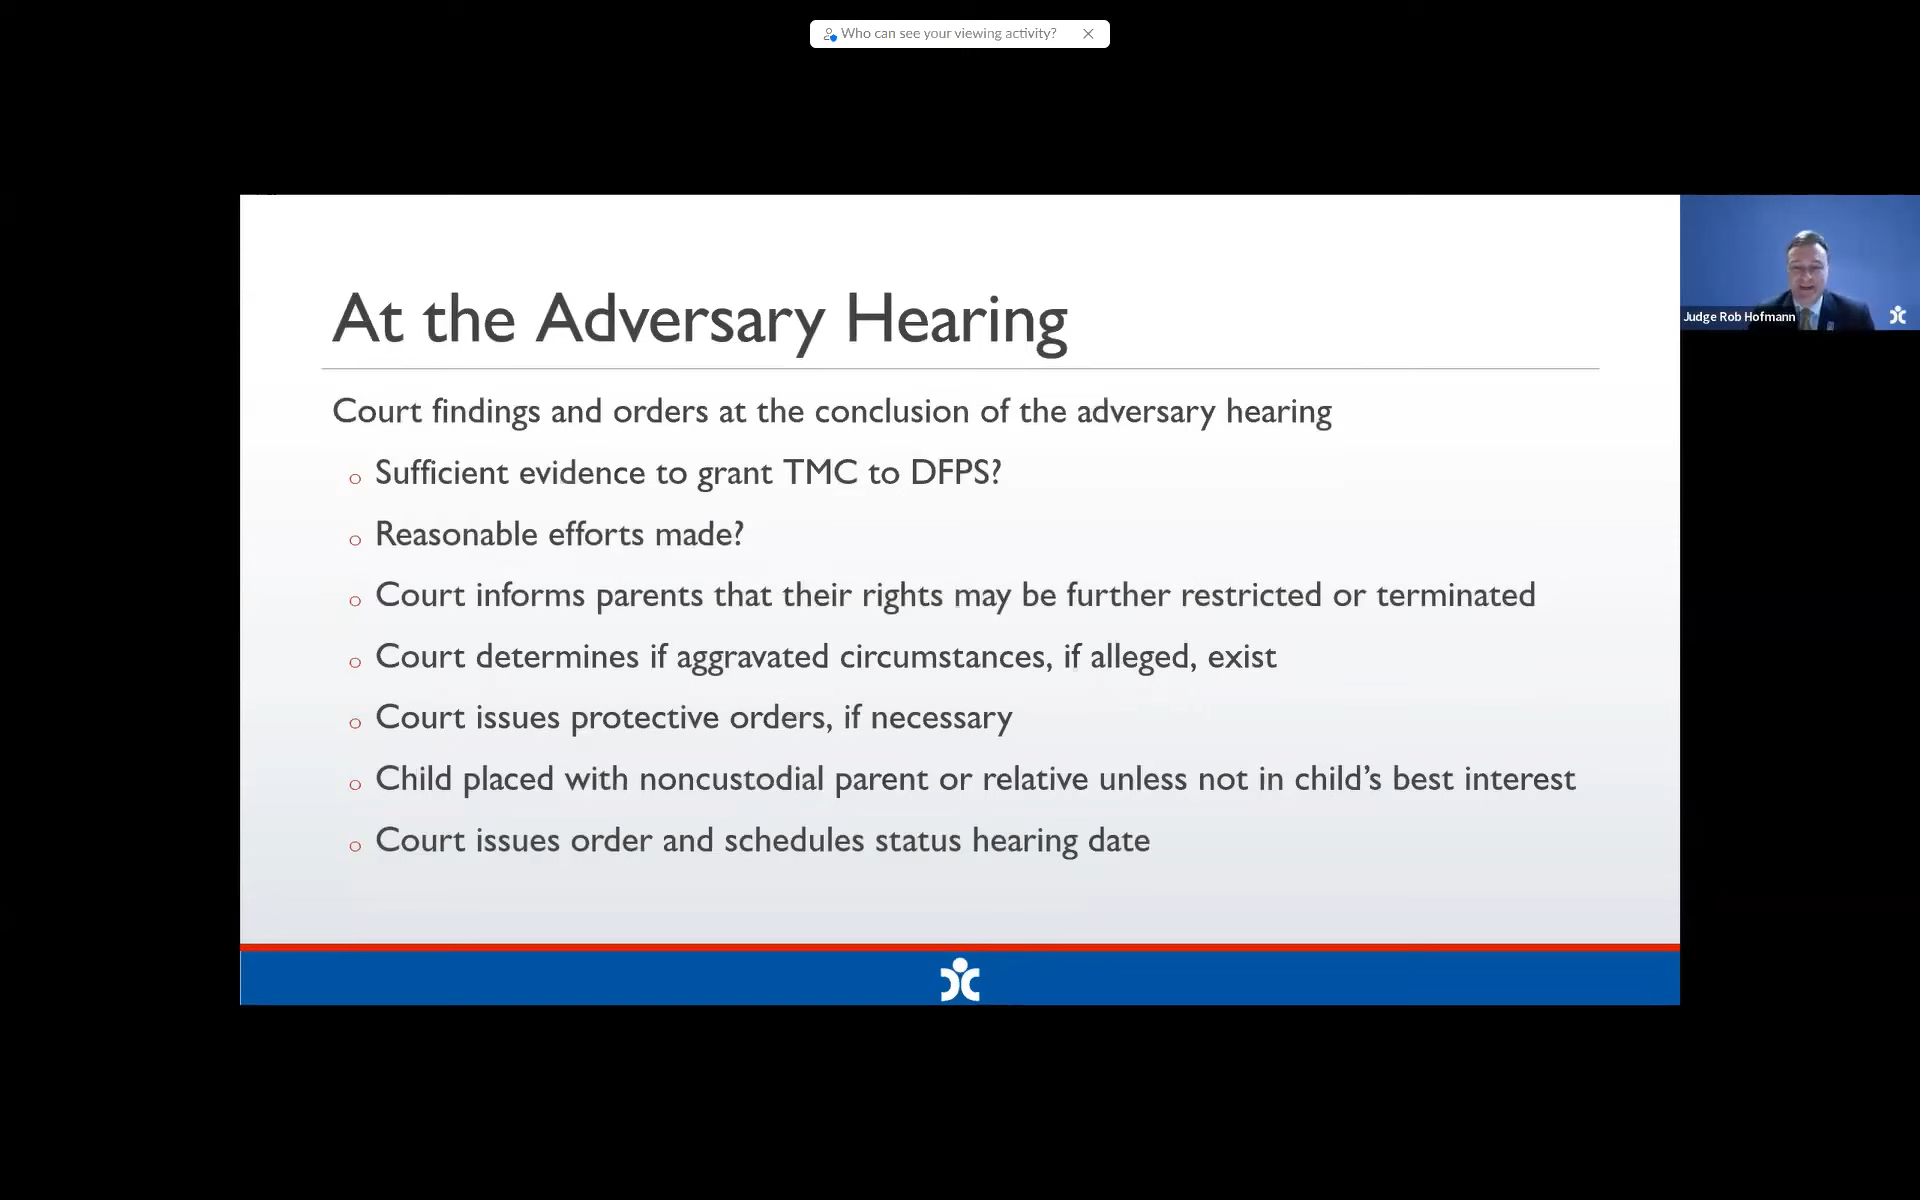 Who can see your viewing activity?
At the Adversary Hearing
Judge Rob Hofmann
Court findings and orders at the conclusion of the adversary hearing
Sufficient evidence to grant TMC to DFPS?
Reasonable efforts made?
Court informs parents that their rights may be further restricted or terminated
Court determines if aggravated circumstances, if alleged, exist
Court issues protective orders, if necessary
Child placed with noncustodial parent or relative unless not in child's best interest
Court issues order and schedules status hearing date